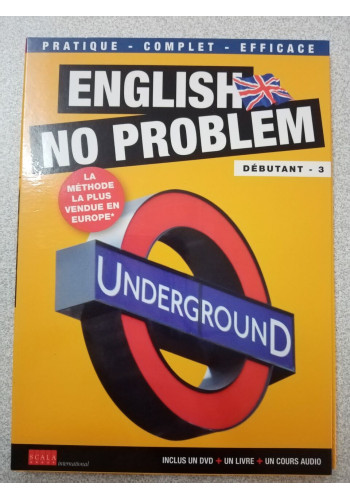 PRATIQUE - COMPLET - EFFICACE
ENGLISH
NO PROBLEM
DÉBUTANT - 3
LA
MÉTHODE
LA PLUS
VENDUE EN
EUROPE*
UNDERGROUND
SCALA
international
INCLUS UN DVD + UN LIVRE + UN COURS AUDIO